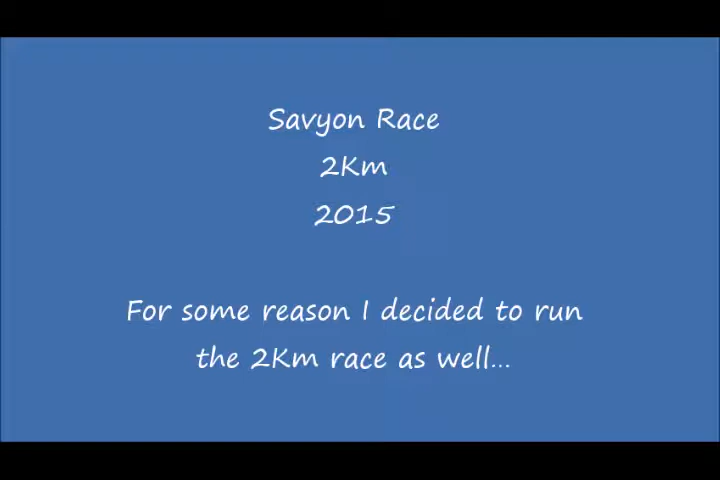 Savyon Race
2Km
2015
For some reason I decided to run
the 2Km race as well...